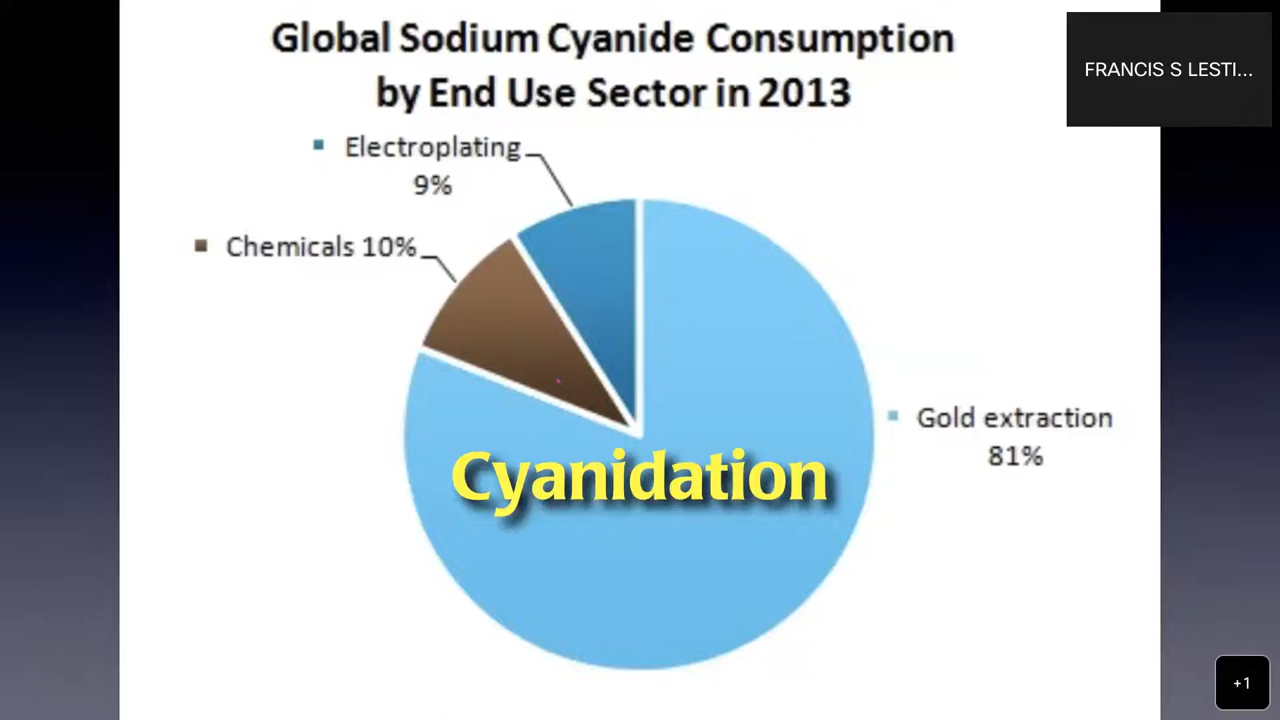 Global Sodium Cyanide Consumption
by End Use Sector in 2013
FRANCIS S LESTI...
Electroplating
9%
Chemicals 10%
Gold extraction
81%
Cyanidation
+1